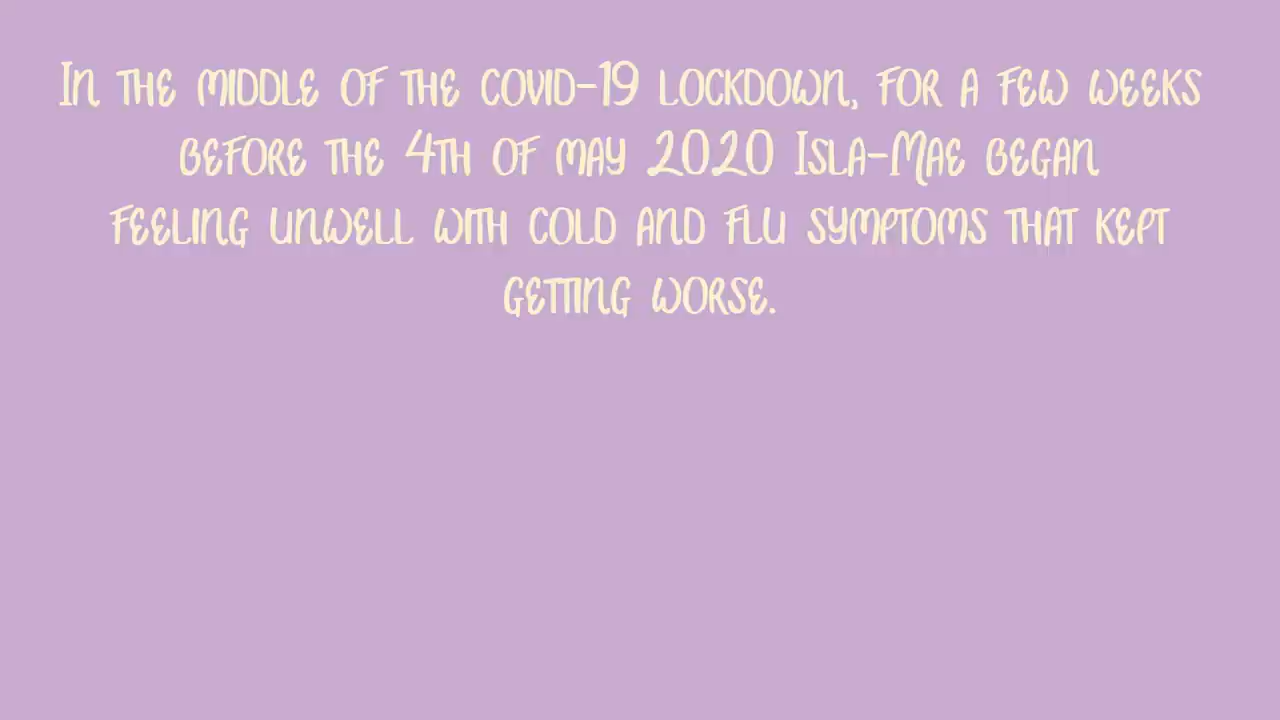 In the middle of the covid-19 lockdown, for a few weeks
before the 4th of may 2020 Isla-Mae began
feeling unwell with cold and flu symptoms that kept
getting worse.